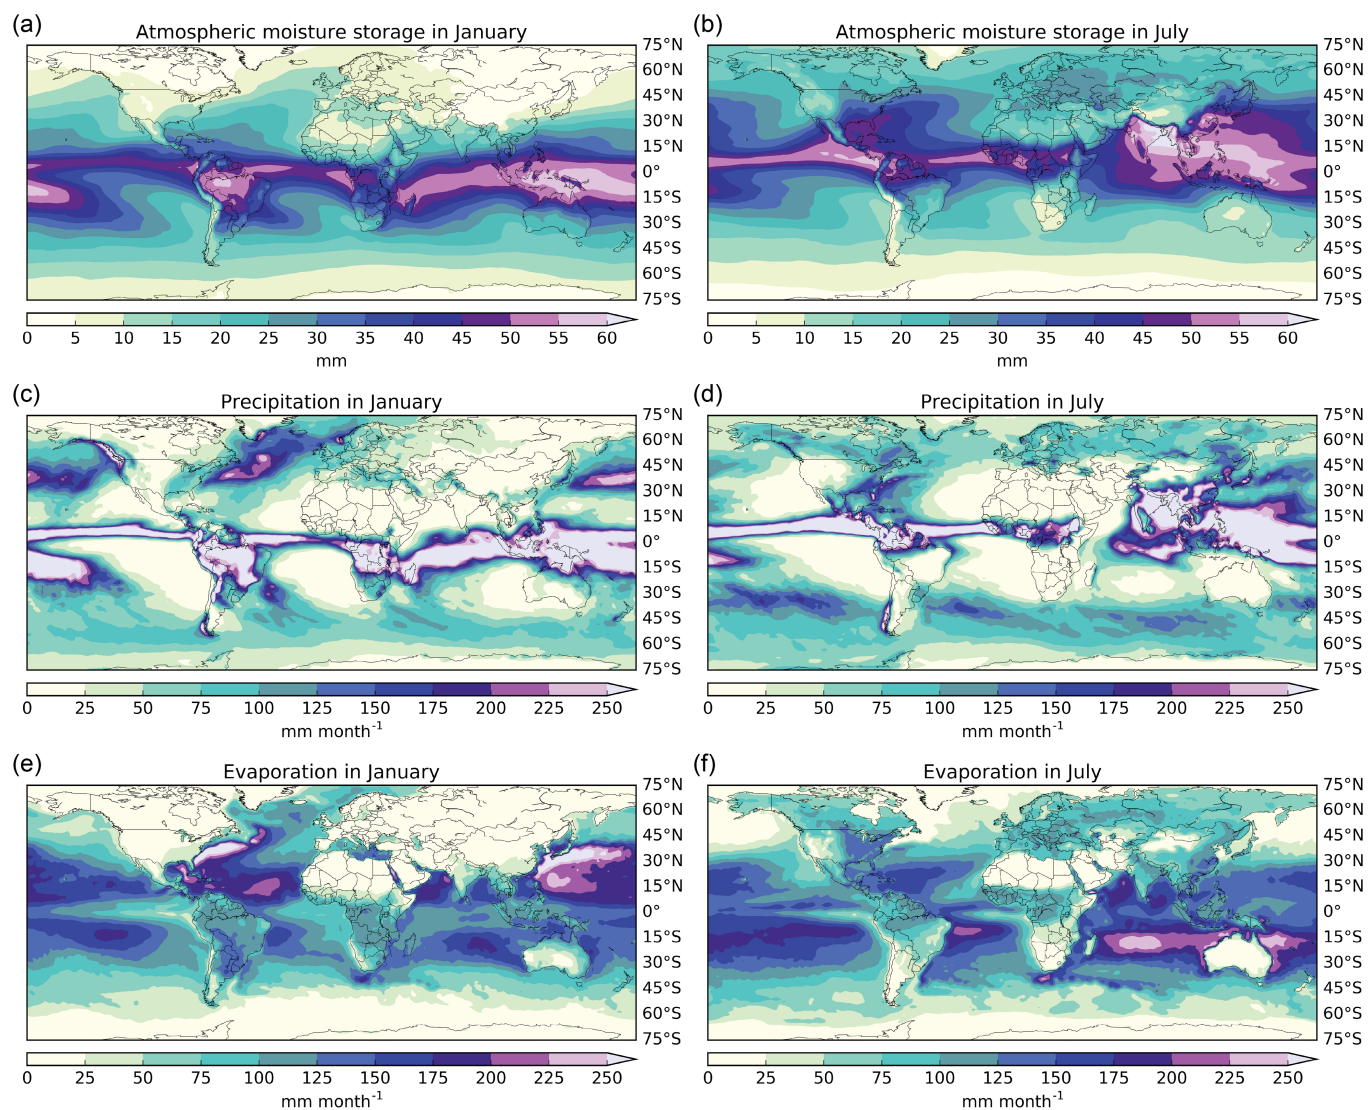 (a)
Atmospheric moisture storage in January
75°N
60°N
45°N
30°N
15°N
0°
15°S
30°S
45°S
60°S
75°S
0 5 10 15 20 25 30 35 40 45 50 55 60
mm
(b)
Atmospheric moisture storage in July
75°N
60°N
45°N
30°N
15°N
0°
15°S
30°S
45°S
60°S
75°S
0 5 10 15 20 25 30 35 40 45 50 55 60
mm
(c)
Precipitation in January
75°N
60°N
45°N
30°N
15°N
0°
15°S
30°S
45°S
60°S
75°S
0 25 50 75 100 125 150 175 200 225 250
mm month-1
(d)
Precipitation in July
75°N
60°N
45°N
30°N
15°N
0°
15°S
30°S
45°S
60°S
75°S
0 25 50 75 100 125 150 175 200 225 250
mm month-1
(e)
Evaporation in January
75°N
60°N
45°N
30°N
15°N
0°
15°S
30°S
45°S
60°S
75°S
0 25 50 75 100 125 150 175 200 225 250
mm month-1
(f)
Evaporation in July
75°N
60°N
45°N
30°N
15°N
0°
15°S
30°S
45°S
60°S
75°S
0 25 50 75 100 125 150 175 200 225 250
mm month-1